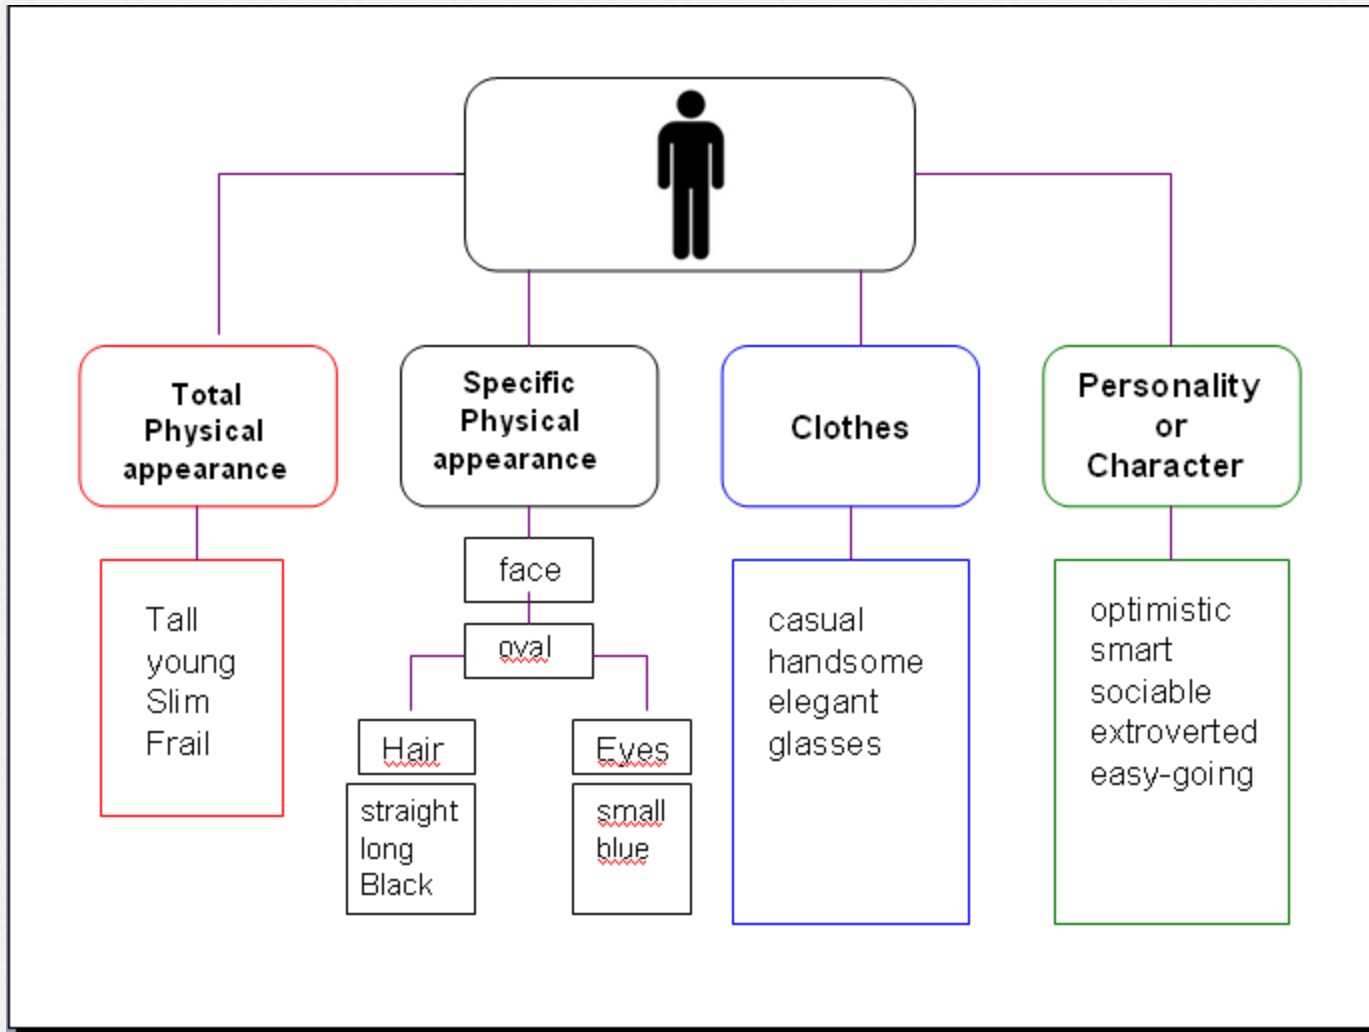 Total
Physical
appearance
Specific
Physical
appearance
Clothes
Personality
or
Character
Tall
young
Slim
Frail
face
oval
Hair
straight
long
Black
Eyes
small
blue
casual
handsome
elegant
glasses
optimistic
smart
sociable
extroverted
easy-going